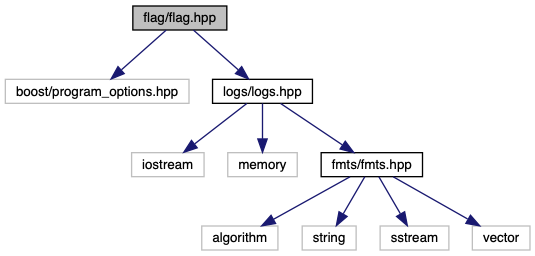 flag/flag.hpp
boost/program_options.hpp
logs/logs.hpp
iostream
memory
fmts/fmts.hpp
algorithm
string
sstream
vector